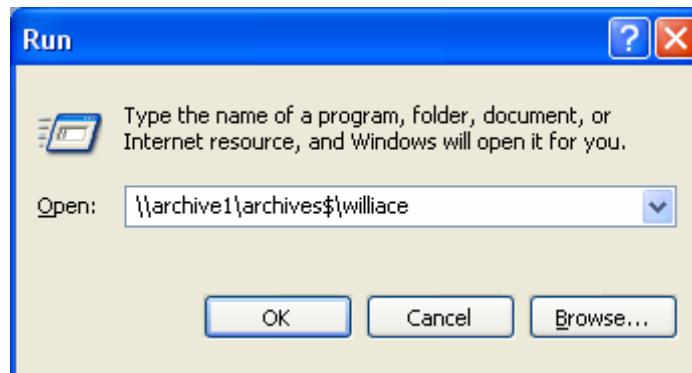 Run
Type the name of a program, folder, document, or
Internet resource, and Windows will open it for you.
Open: \\archive1\archives$\williace
OK Cancel Browse...